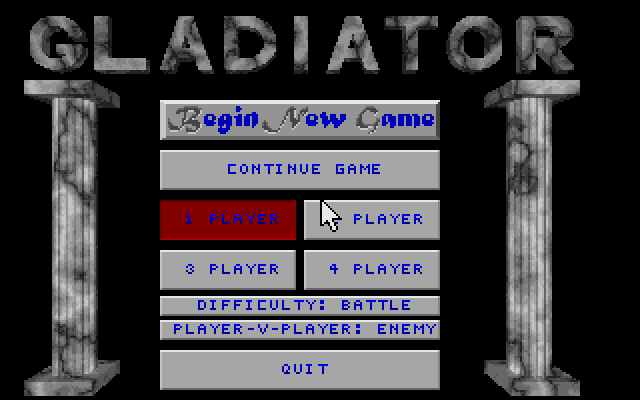 GLADIATOR
Begin New Game
CONTINUE GAME
1 PLAYER
PLAYER
3 PLAYER
4 PLAYER
DIFFICULTY: BATTLE
PLAYER-V-PLAYER: ENEMY
QUIT